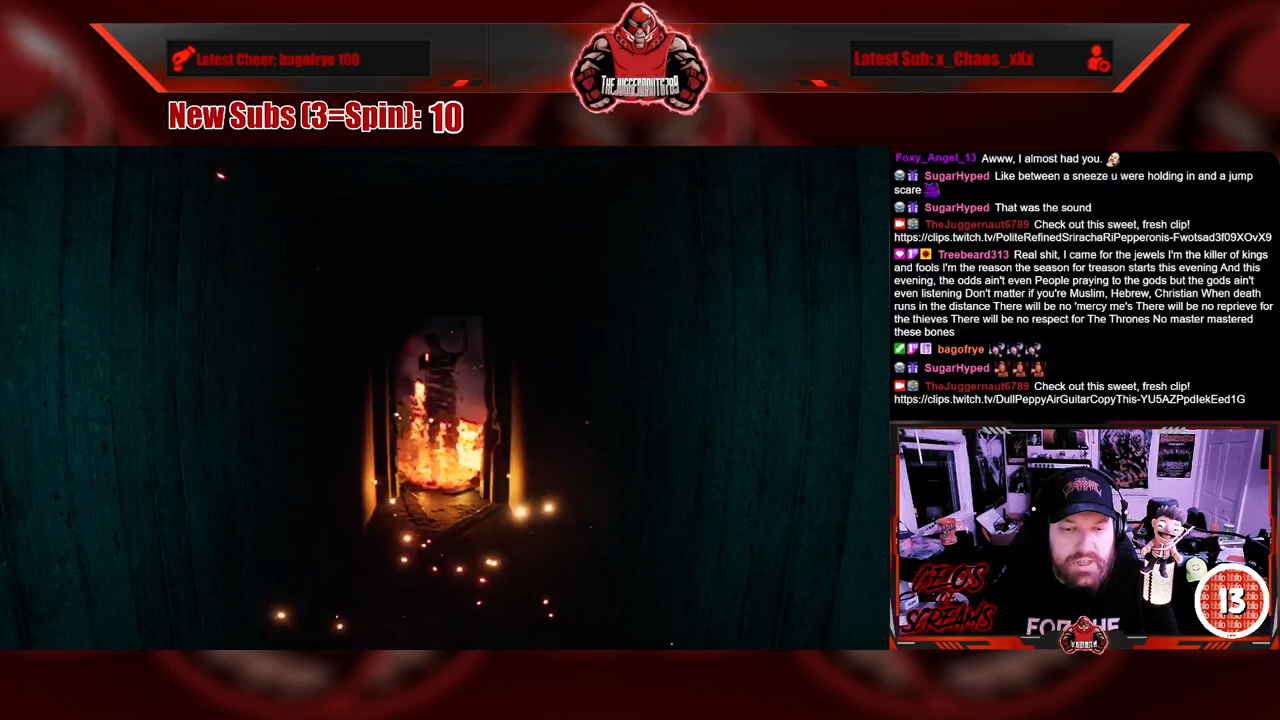 Latest Cheer: bagofrye 100
THEJUGGERNAUT6789
Latest Sub: x_Chaos_xXx
New Subs (3=Spin): 10
Foxy_Angel_13 Awww, I almost had you.
SugarHyped Like between a sneeze u were holding in and a jump
scare
SugarHyped That was the sound
TheJuggernaut6789 Check out this sweet, fresh clip!
https://clips.twitch.tv/PoliteRefinedSrirachaRiPepperonis-Fwotsad3f09XOvX9
Treebeard313 Real shit, I came for the jewels I'm the killer of kings
and fools I'm the reason the season for treason starts this evening And this
evening, the odds ain't even People praying to the gods but the gods ain't
even listening Don't matter if you're Muslim, Hebrew, Christian When death
runs in the distance There will be no 'mercy me's There will be no reprieve for
the thieves There will be no respect for The Thrones No master mastered
these bones
bagofrye
SugarHyped
TheJuggernaut6789 Check out this sweet, fresh clip!
https://clips.twitch.tv/DullPeppyAirGuitarCopyThis-YU5AZPpdIekEed1G
SCREAMS
13
FOR THE